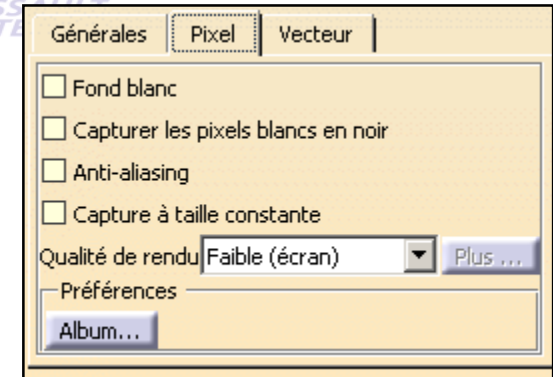 Générales Pixel Vecteur
Fond blanc
Capturer les pixels blancs en noir
Anti-aliasing
Capture à taille constante
Qualité de rendu Faible (écran) Plus ...
Préférences
Album...